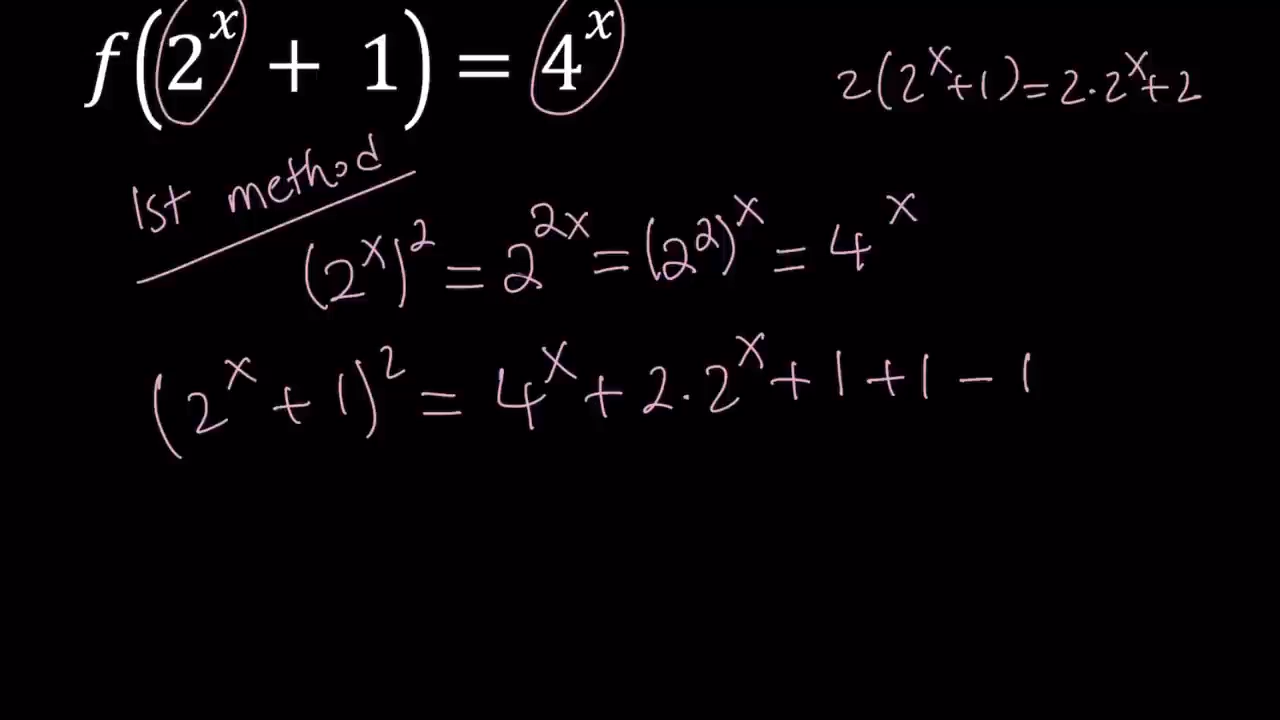 f(2^x + 1) = 4^x
2(2^x+1)=2·2^x+2
1st method
(2^x)^2 = 2^{2x} = (2^2)^x = 4^x
(2^x + 1)^2 = 4^x + 2·2^x + 1 + 1 − 1